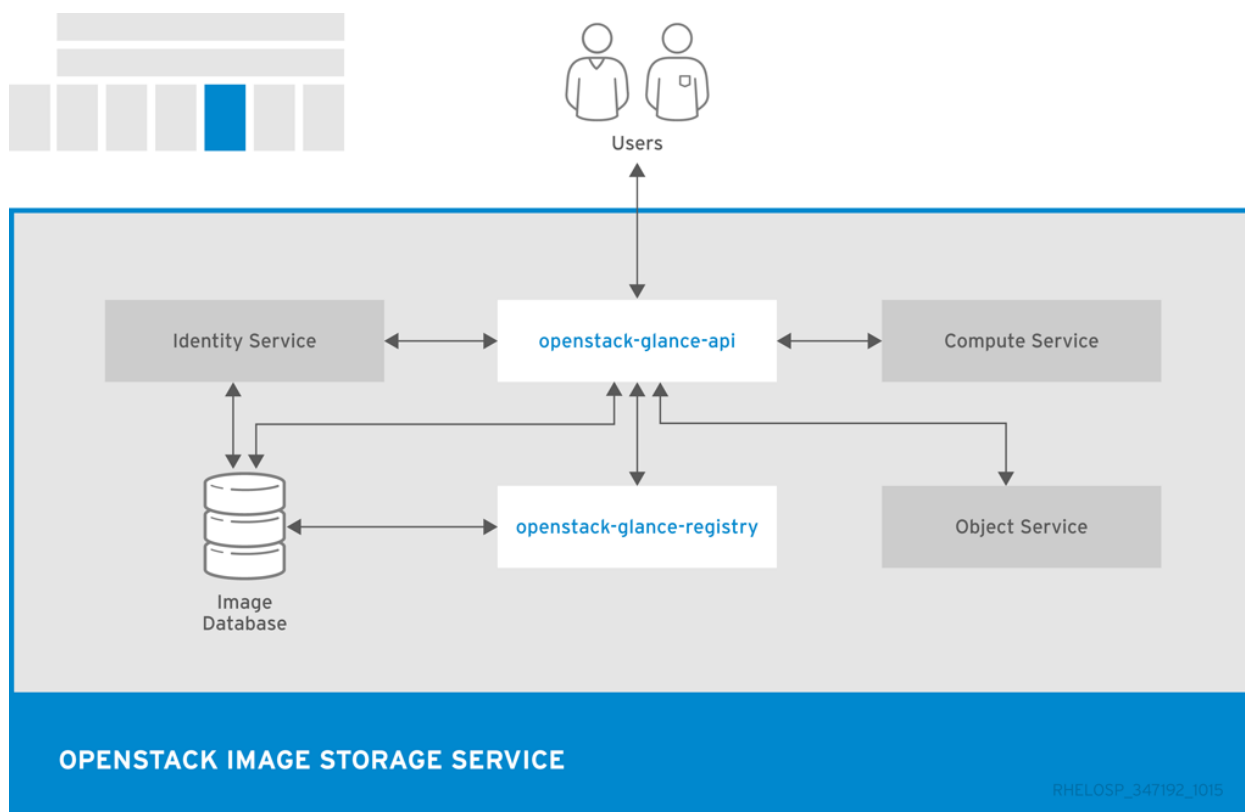 Users
Identity Service
openstack-glance-api
Compute Service
openstack-glance-registry
Object Service
Image
Database
OPENSTACK IMAGE STORAGE SERVICE
RHELOSP_347192_1015